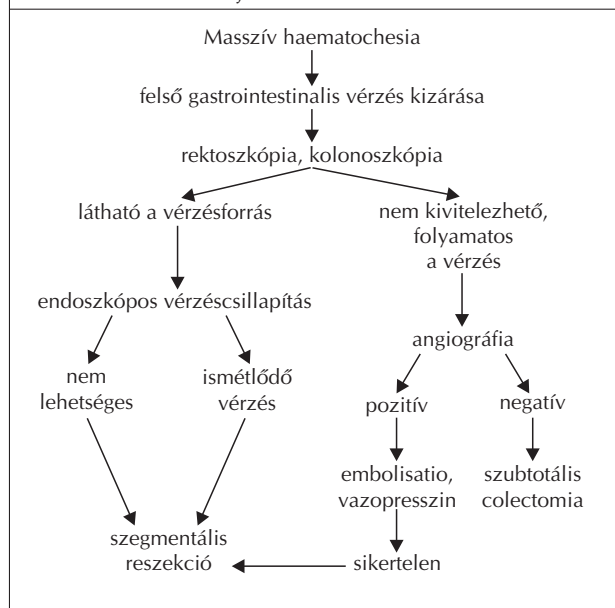 Masszív haematochesia
felső gastrointestinalis vérzés kizárása
rektoszkópia, kolonoszkópia
látható a vérzésforrás
nem kivitelezhető,
folyamatos
a vérzés
endoszkópos vérzéscsillapítás
angiográfia
nem
lehetséges
ismétlődő
vérzés
pozitív
negatív
embolisatio,
vazopresszin
szubtotális
colectomia
szegmentális
reszekció
sikertelen